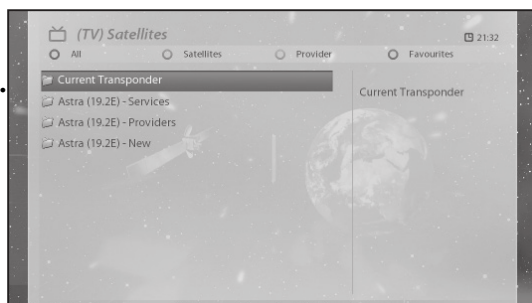 (TV) Satellites
21:32
All Satellites Provider Favourites
Current Transponder
Current Transponder
Astra (19.2E) - Services
Astra (19.2E) - Providers
Astra (19.2E) - New